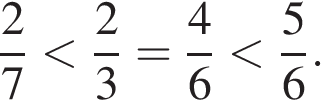 2/7 < 2/3 = 4/6 < 5/6.